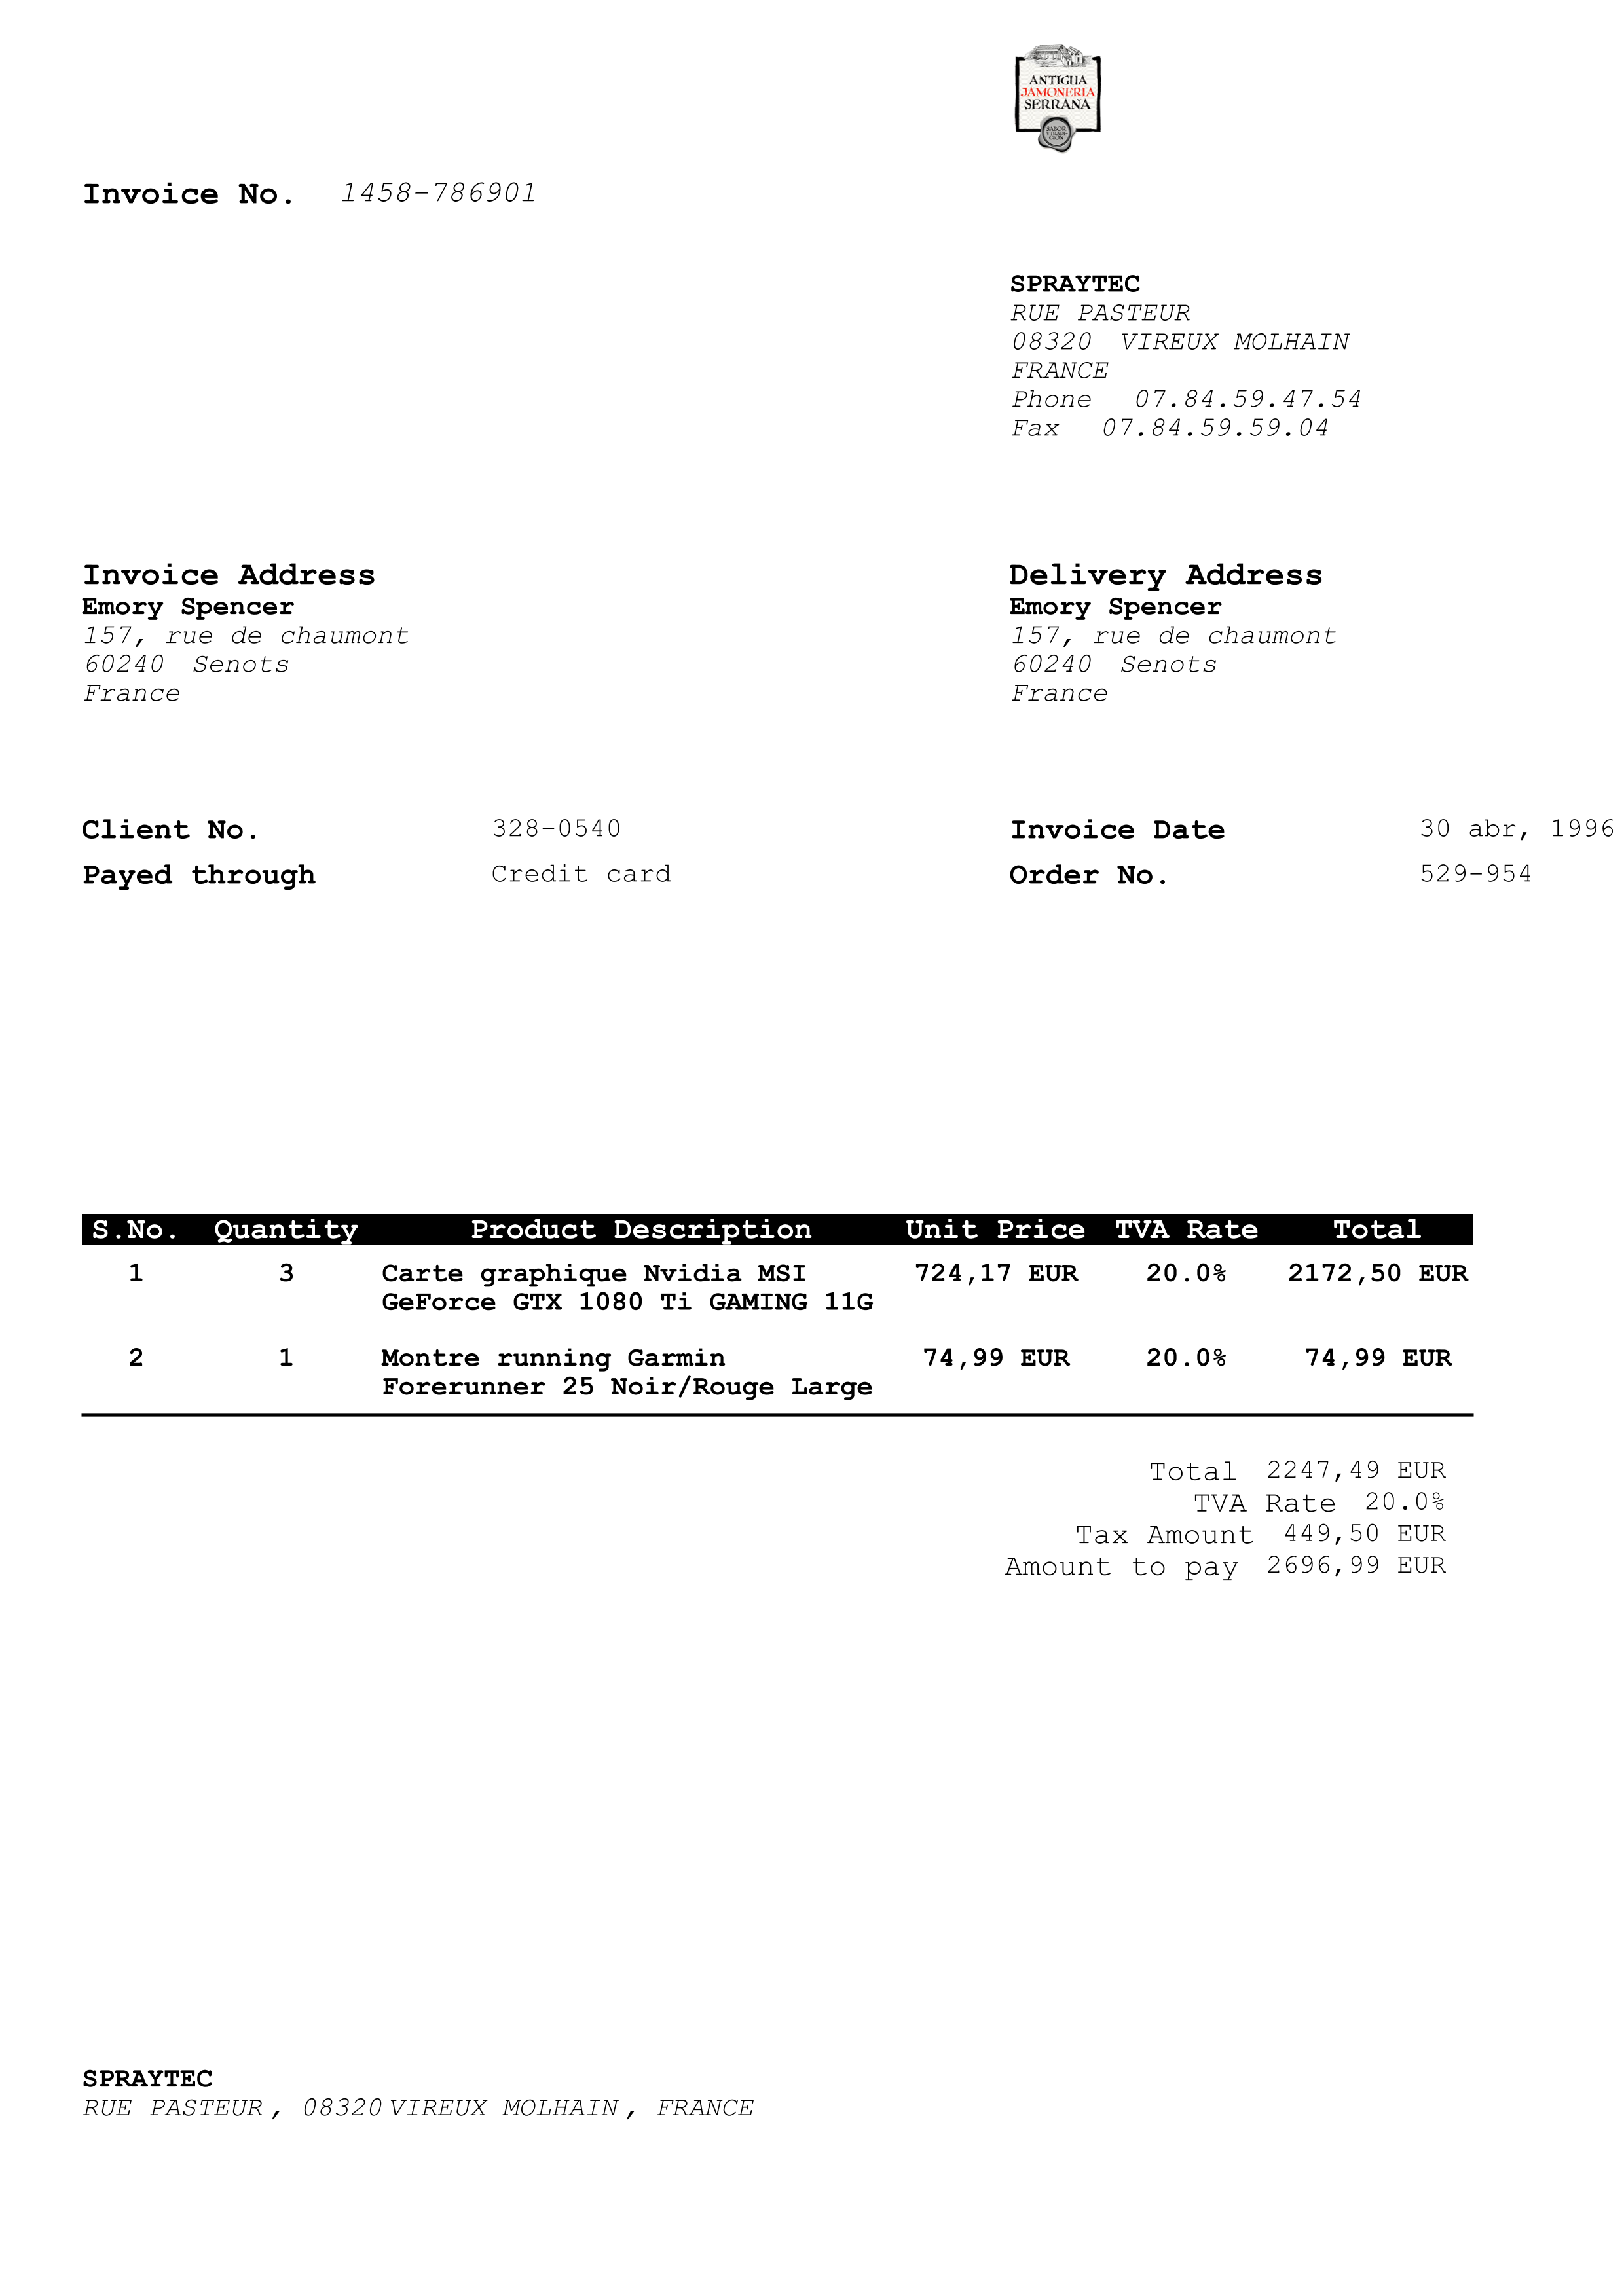 ANTIGUA
JAMONERIA
SERRANA
SABOR
Y TRADI-
CION
Invoice No. 1458-786901
SPRAYTEC
RUE PASTEUR
08320 VIREUX MOLHAIN
FRANCE
Phone 07.84.59.47.54
Fax 07.84.59.59.04
Invoice Address
Emory Spencer
157, rue de chaumont
60240 Senots
France
Delivery Address
Emory Spencer
157, rue de chaumont
60240 Senots
France
Client No. 328-0540
Payed through Credit card
Invoice Date 30 abr, 1996
Order No. 529-954
S.No. Quantity Product Description Unit Price TVA Rate Total
1 3 Carte graphique Nvidia MSI 724,17 EUR 20.0% 2172,50 EUR
GeForce GTX 1080 Ti GAMING 11G
2 1 Montre running Garmin 74,99 EUR 20.0% 74,99 EUR
Forerunner 25 Noir/Rouge Large
Total 2247,49 EUR
TVA Rate 20.0%
Tax Amount 449,50 EUR
Amount to pay 2696,99 EUR
SPRAYTEC
RUE PASTEUR , 08320 VIREUX MOLHAIN , FRANCE